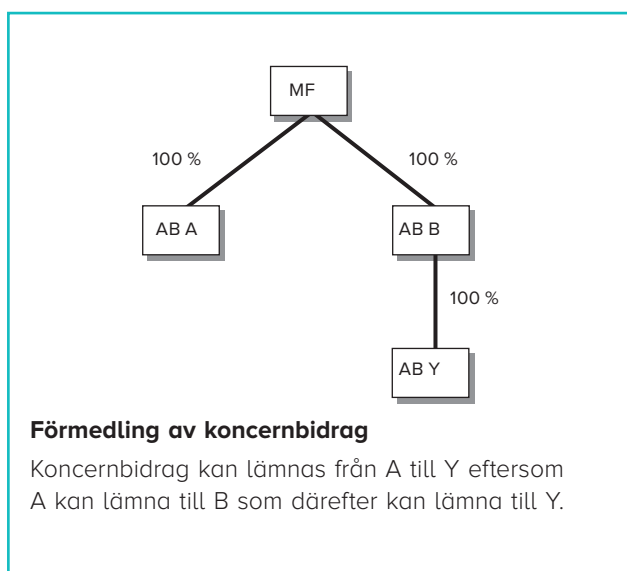 MF
100 %
100 %
AB A
AB B
100 %
AB Y
Förmedling av koncernbidrag
Koncernbidrag kan lämnas från A till Y eftersom
A kan lämna till B som därefter kan lämna till Y.